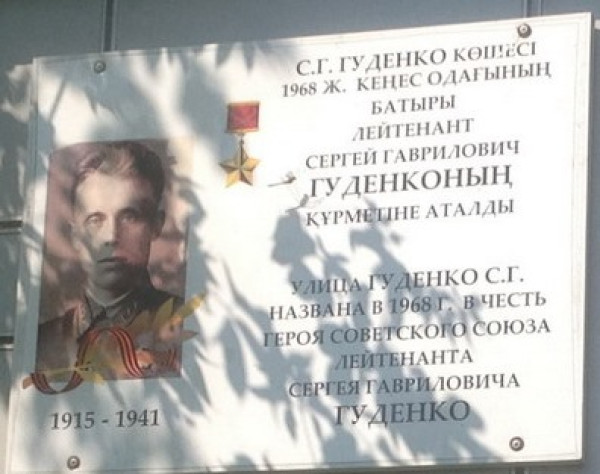 С.Г. ГУДЕНКО КӨШЕСІ
1968 Ж. КЕҢЕС ОДАҒЫНЫҢ
БАТЫРЫ
ЛЕЙТЕНАНТ
СЕРГЕЙ ГАВРИЛОВИЧ
ГУДЕНКОНЫҢ
ҚҰРМЕТІНЕ АТАЛДЫ
УЛИЦА ГУДЕНКО С.Г.
НАЗВАНА В 1968 Г. В ЧЕСТЬ
ГЕРОЯ СОВЕТСКОГО СОЮЗА
ЛЕЙТЕНАНТА
СЕРГЕЯ ГАВРИЛОВИЧА
ГУДЕНКО
1915 - 1941